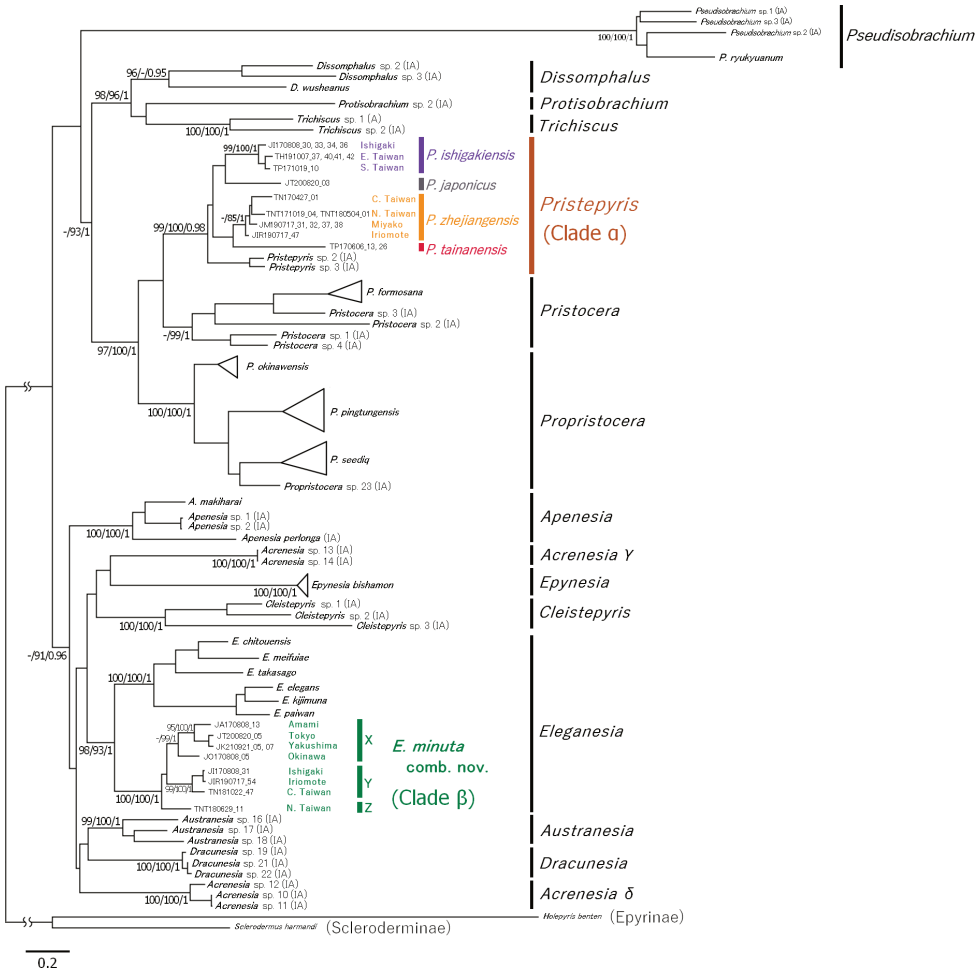 Pseudisobrachium sp.1 (IA)
Pseudisobrachium sp.3 (IA)
Pseudisobrachium sp.2 (IA)
P. ryukyuanum
100/100/1
Pseudisobrachium
Dissomphalus sp. 2 (IA)
Dissomphalus sp. 3 (IA)
D. wusheanus
96/-/0.95
Dissomphalus
98/96/1
Protisobrachium sp. 2 (IA)
Protisobrachium
Trichiscus sp. 1 (A)
Trichiscus sp. 2 (IA)
100/100/1
Trichiscus
-/93/1
99/100/1
JI170808_30, 33, 34, 36 Ishigaki
TH191007_37, 40,41, 42 E. Taiwan
TP171019_10 S. Taiwan
P. ishigakiensis
JT200820_03
P. japonicus
TN170427_01 C. Taiwan
-/85/1
TNT171019_04, TNT180504_01 N. Taiwan
JM190717_31, 32, 37, 38 Miyako
JIR190717_47 Iriomote
P. zhejiangensis
TP170606_13, 26
P. tainanensis
99/100/0.98
Pristepyris sp. 2 (IA)
Pristepyris sp. 3 (IA)
Pristepyris
(Clade α)
P. formosana
Pristocera sp. 3 (IA)
Pristocera sp. 2 (IA)
-/99/1
Pristocera sp. 1 (IA)
Pristocera sp. 4 (IA)
Pristocera
97/100/1
P. okinawensis
100/100/1
P. pingtungensis
P. seediq
Propristocera sp. 23 (IA)
Propristocera
A. makiharai
Apenesia sp. 1 (IA)
Apenesia sp. 2 (IA)
100/100/1
Apenesia perlonga (IA)
Apenesia
Acrenesia sp. 13 (IA)
Acrenesia sp. 14 (IA)
100/100/1
Acrenesia γ
Epynesia bishamon
100/100/1
Epynesia
Cleistepyris sp. 1 (IA)
Cleistepyris sp. 2 (IA)
Cleistepyris sp. 3 (IA)
100/100/1
Cleistepyris
-/91/0.96
E. chitouensis
E. meifuiae
100/100/1
E. takasago
E. elegans
E. kijimuna
E. paiwan
Eleganesia
98/93/1
95/100/1
JA170808_13 Amami
-/99/1
JT200820_05 Tokyo
JK210921_05, 07 Yakushima
JO170808_05 Okinawa
X
JI170808_31 Ishigaki
JIR190717_54 Iriomote
TN181022_47 C. Taiwan
99/100/1
Y
100/100/1
TNT180629_11 N. Taiwan
Z
E. minuta
comb. nov.
(Clade β)
99/100/1
Austranesia sp. 16 (IA)
Austranesia sp. 17 (IA)
Austranesia sp. 18 (IA)
Austranesia
Dracunesia sp. 19 (IA)
Dracunesia sp. 21 (IA)
Dracunesia sp. 22 (IA)
100/100/1
Dracunesia
Acrenesia sp. 12 (IA)
Acrenesia sp. 10 (IA)
Acrenesia sp. 11 (IA)
100/100/1
Acrenesia δ
Holepyris benten (Epyrinae)
Sclerodermus harmandi (Scleroderminae)
0.2